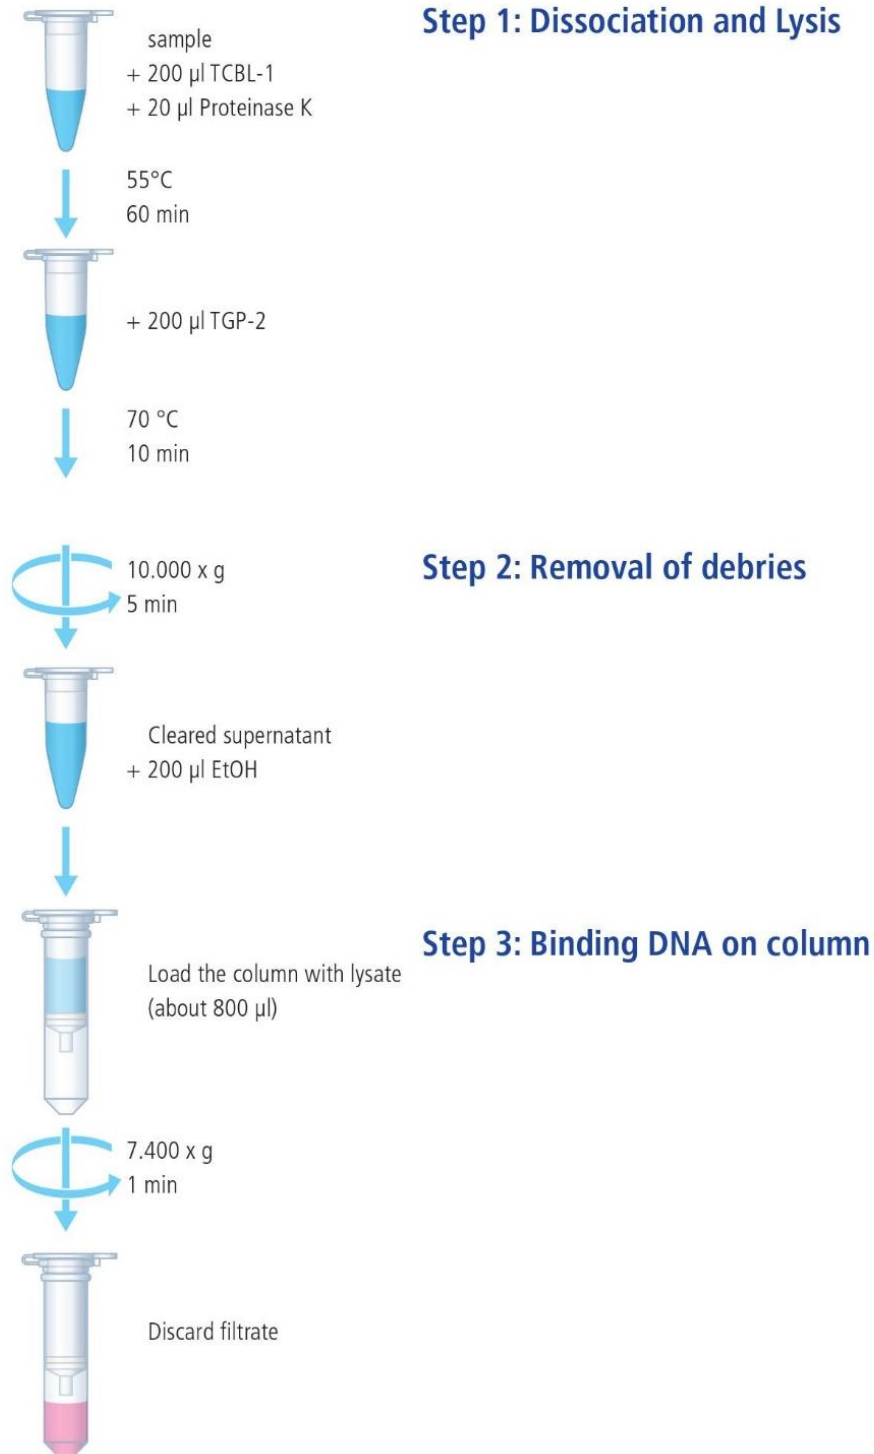 Step 1: Dissociation and Lysis
sample
+ 200 µl TCBL-1
+ 20 µl Proteinase K
55°C
60 min
+ 200 µl TGP-2
70 °C
10 min
Step 2: Removal of debries
10.000 x g
5 min
Cleared supernatant
+ 200 µl EtOH
Step 3: Binding DNA on column
Load the column with lysate
(about 800 µl)
7.400 x g
1 min
Discard filtrate